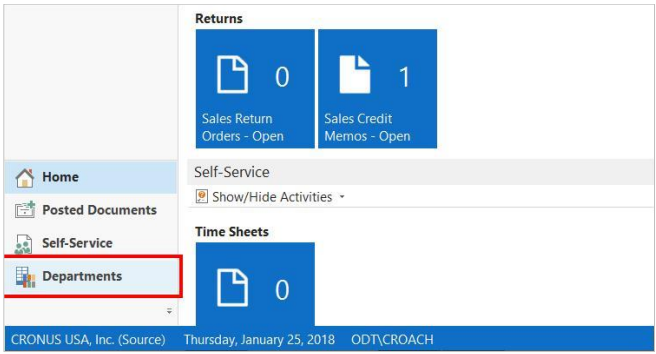 Returns
0
1
Sales Return
Orders - Open
Sales Credit
Memos - Open
Home
Posted Documents
Self-Service
Departments
Self-Service
Show/Hide Activities
Time Sheets
0
CRONUS USA, Inc. (Source) Thursday, January 25, 2018 ODT\CROACH